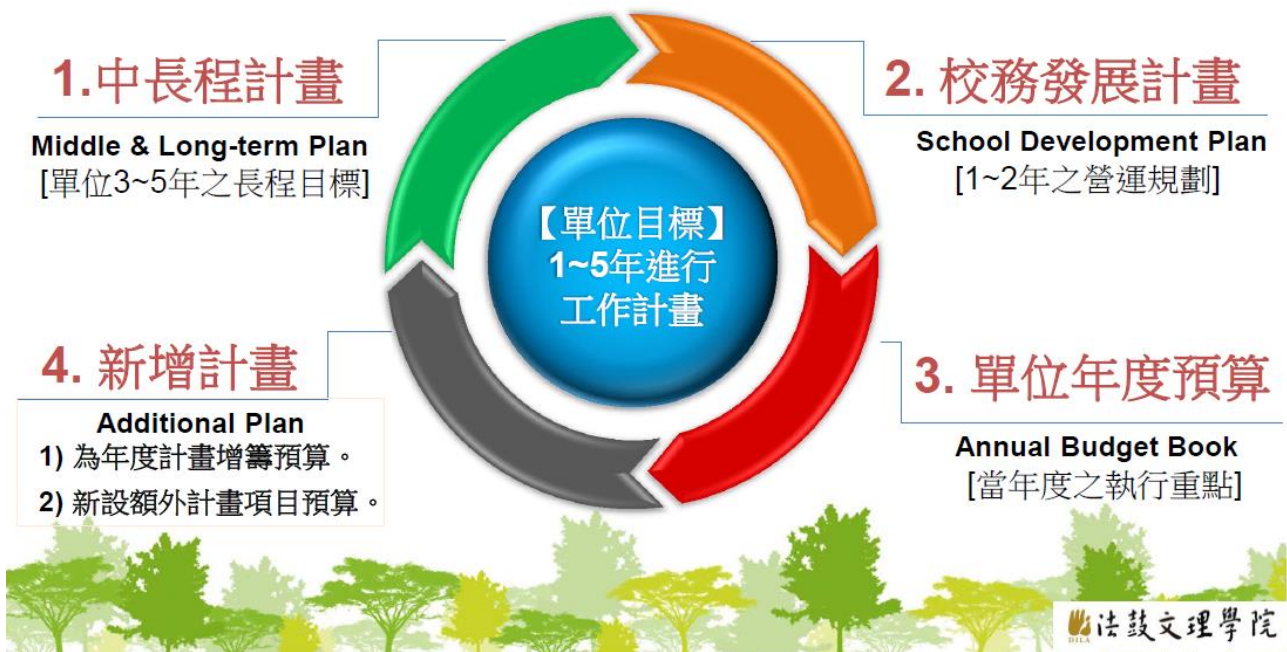 1.中長程計畫
Middle & Long-term Plan
[單位3~5年之長程目標]
2. 校務發展計畫
School Development Plan
[1~2年之營運規劃]
【單位目標】
1~5年進行
工作計畫
3. 單位年度預算
Annual Budget Book
[當年度之執行重點]
4. 新增計畫
Additional Plan
1) 為年度計畫增籌預算。
2) 新設額外計畫項目預算。
DILA
法鼓文理學院